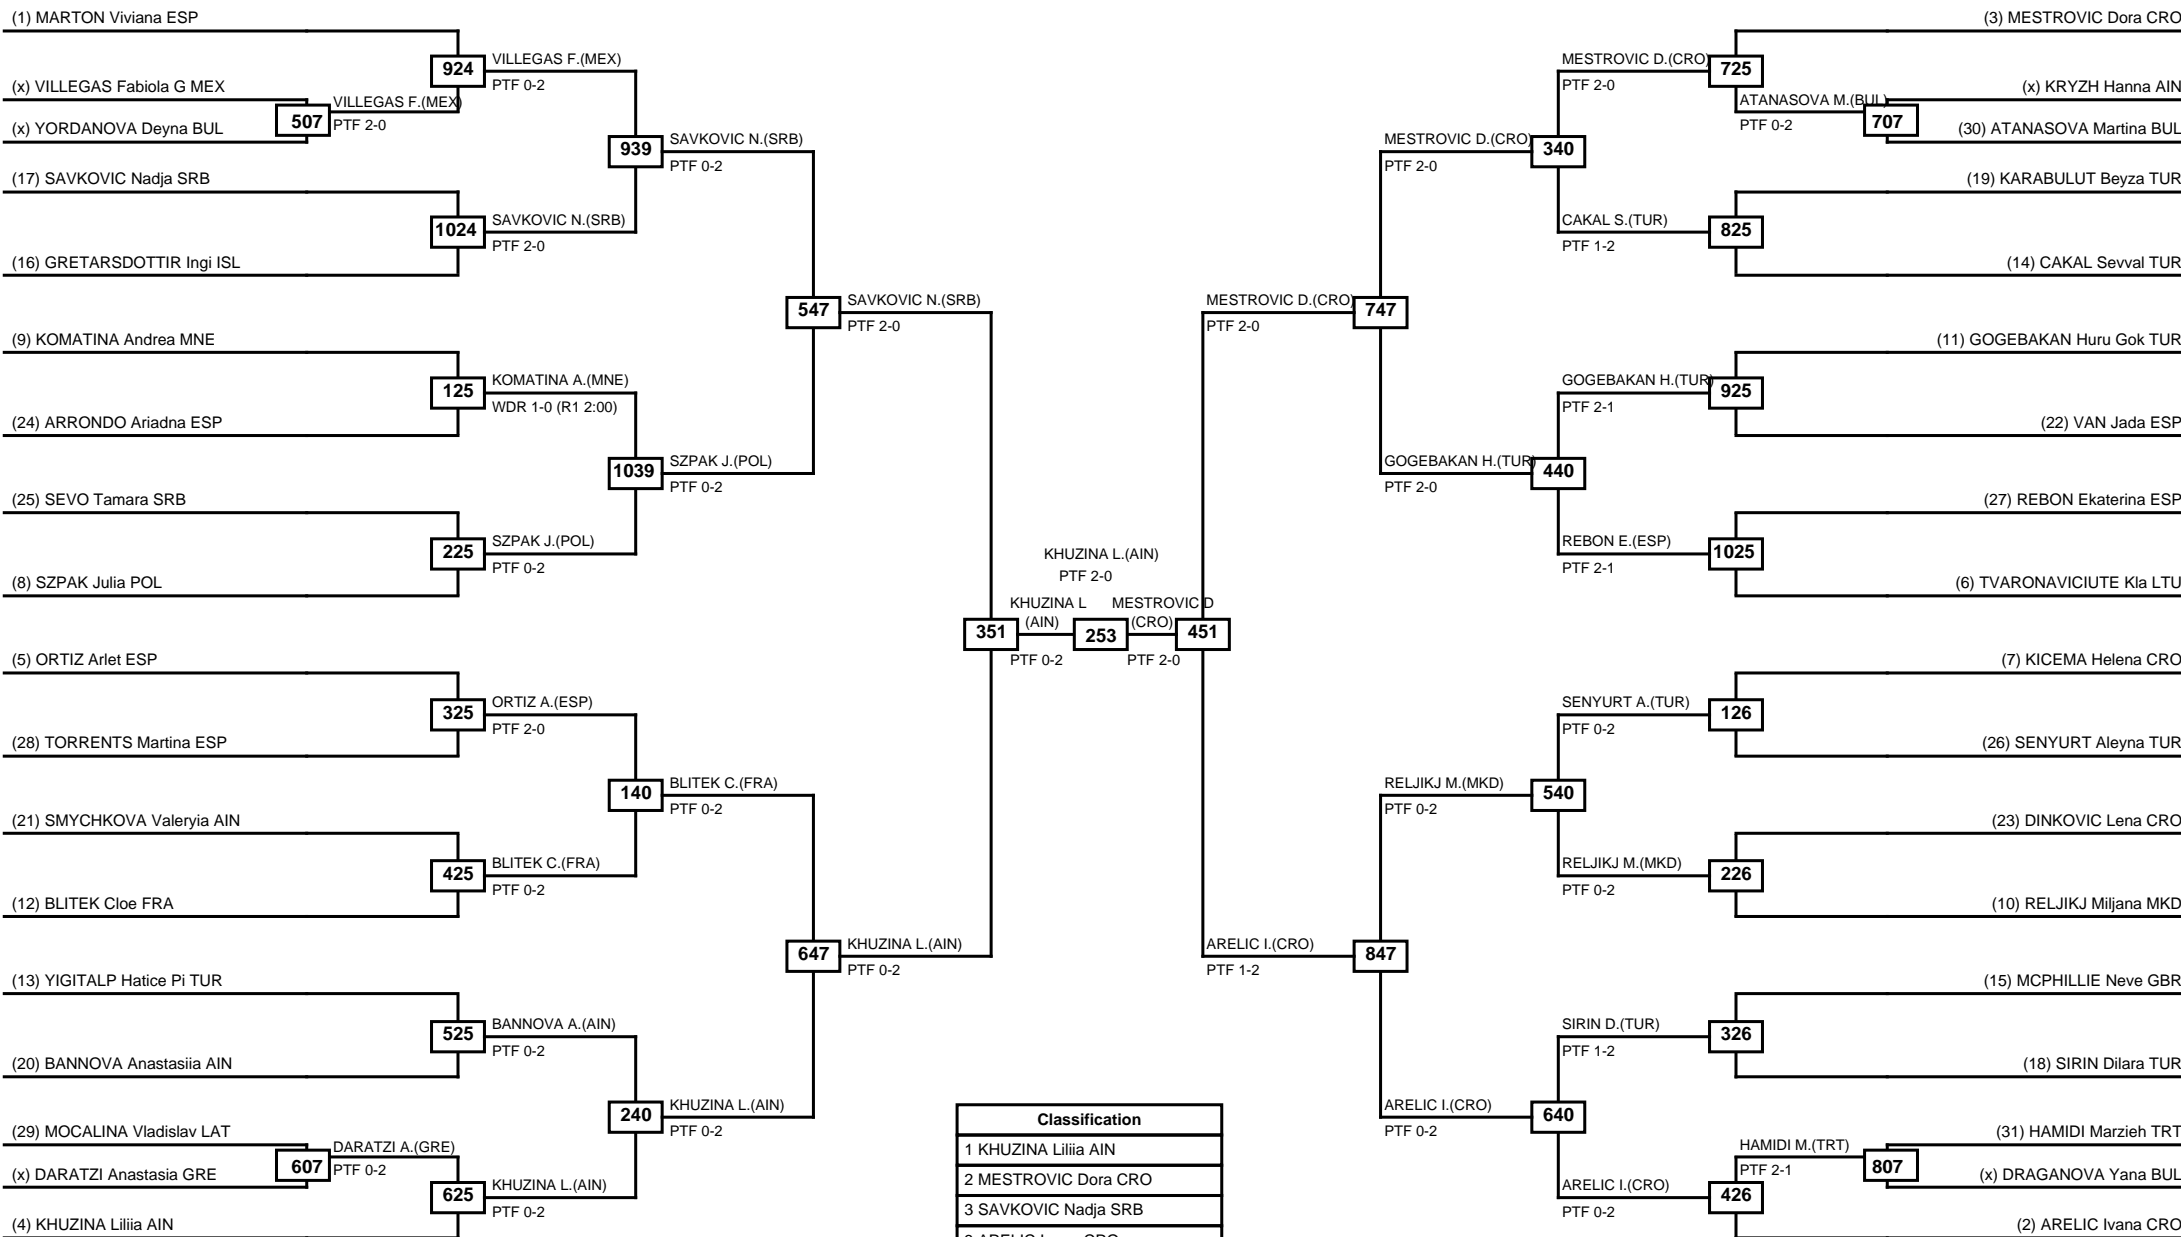 (1) MARTON Viviana ESP
(x) VILLEGAS Fabiola G MEX
(x) YORDANOVA Deyna BUL
(17) SAVKOVIC Nadja SRB
(16) GRETARSDOTTIR Ingi ISL
(9) KOMATINA Andrea MNE
(24) ARRONDO Ariadna ESP
(25) SEVO Tamara SRB
(8) SZPAK Julia POL
(5) ORTIZ Arlet ESP
(28) TORRENTS Martina ESP
(21) SMYCHKOVA Valeryia AIN
(12) BLITEK Cloe FRA
(13) YIGITALP Hatice Pi TUR
(20) BANNOVA Anastasiia AIN
(29) MOCALINA Vladislav LAT
(x) DARATZI Anastasia GRE
(4) KHUZINA Liliia AIN
507
VILLEGAS F.(MEX)
PTF 2-0
607
DARATZI A.(GRE)
PTF 0-2
924
VILLEGAS F.(MEX)
PTF 0-2
1024
SAVKOVIC N.(SRB)
PTF 2-0
125
KOMATINA A.(MNE)
WDR 1-0 (R1 2:00)
225
SZPAK J.(POL)
PTF 0-2
325
ORTIZ A.(ESP)
PTF 2-0
425
BLITEK C.(FRA)
PTF 0-2
525
BANNOVA A.(AIN)
PTF 0-2
625
KHUZINA L.(AIN)
PTF 0-2
939
SAVKOVIC N.(SRB)
PTF 0-2
1039
SZPAK J.(POL)
PTF 0-2
140
BLITEK C.(FRA)
PTF 0-2
240
KHUZINA L.(AIN)
PTF 0-2
547
SAVKOVIC N.(SRB)
PTF 2-0
647
KHUZINA L.(AIN)
PTF 0-2
351
KHUZINA L
(AIN)
PTF 0-2
KHUZINA L.(AIN)
PTF 2-0
253
MESTROVIC D
(CRO)
PTF 2-0
451
MESTROVIC D.(CRO)
PTF 2-0
747
ARELIC I.(CRO)
PTF 1-2
847
MESTROVIC D.(CRO)
PTF 2-0
340
GOGEBAKAN H.(TUR)
PTF 2-0
440
RELJIKJ M.(MKD)
PTF 0-2
540
ARELIC I.(CRO)
PTF 0-2
640
MESTROVIC D.(CRO)
PTF 2-0
725
CAKAL S.(TUR)
PTF 1-2
825
GOGEBAKAN H.(TUR)
PTF 2-1
925
REBON E.(ESP)
PTF 2-1
1025
SENYURT A.(TUR)
PTF 0-2
126
RELJIKJ M.(MKD)
PTF 0-2
226
SIRIN D.(TUR)
PTF 1-2
326
ARELIC I.(CRO)
PTF 0-2
426
ATANASOVA M.(BUL)
PTF 0-2
707
HAMIDI M.(TRT)
PTF 2-1
807
(3) MESTROVIC Dora CRO
(x) KRYZH Hanna AIN
(30) ATANASOVA Martina BUL
(19) KARABULUT Beyza TUR
(14) CAKAL Sevval TUR
(11) GOGEBAKAN Huru Gok TUR
(22) VAN Jada ESP
(27) REBON Ekaterina ESP
(6) TVARONAVICIUTE Kla LTU
(7) KICEMA Helena CRO
(26) SENYURT Aleyna TUR
(23) DINKOVIC Lena CRO
(10) RELJIKJ Miljana MKD
(15) MCPHILLIE Neve GBR
(18) SIRIN Dilara TUR
(31) HAMIDI Marzieh TRT
(x) DRAGANOVA Yana BUL
(2) ARELIC Ivana CRO
Classification
1 KHUZINA Liliia AIN
2 MESTROVIC Dora CRO
3 SAVKOVIC Nadja SRB